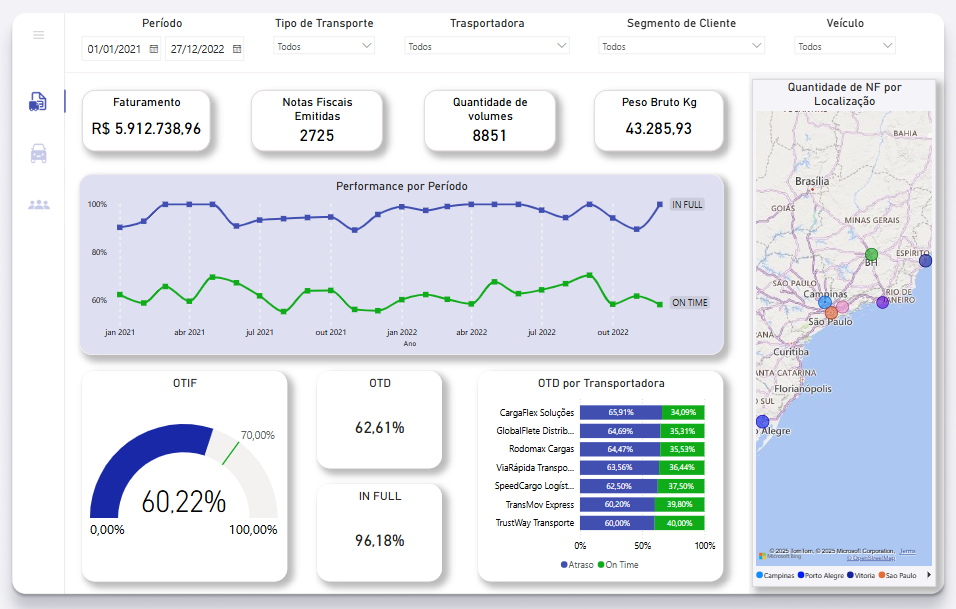 Período
Tipo de Transporte
Trasportadora
Segmento de Cliente
Veículo
01/01/2021
27/12/2022
Todos
Todos
Todos
Todos
Faturamento
R$ 5.912.738,96
Notas Fiscais
Emitidas
2725
Quantidade de
volumes
8851
Peso Bruto Kg
43.285,93
Performance por Período
100%
80%
60%
IN FULL
ON TIME
jan 2021
abr 2021
jul 2021
out 2021
jan 2022
abr 2022
jul 2022
out 2022
Ano
OTIF
70,00%
60,22%
0,00%
100,00%
OTD
62,61%
IN FULL
96,18%
OTD por Transportadora
CargaFlex Soluções 65,91% 34,09%
GlobalFlete Distrib... 64,69% 35,31%
Rodomax Cargas 64,47% 35,53%
ViaRápida Transpo... 63,56% 36,44%
SpeedCargo Logíst... 62,50% 37,50%
TransMov Express 60,20% 39,80%
TrustWay Transporte 60,00% 40,00%
0% 50% 100%
Atraso On Time
Quantidade de NF por
Localização
BAHIA
Brasília
GOIÁS
MINAS GERAIS
ESPÍRITO
BH
SÃO PAULO
Campinas
RIO DE
JANEIRO
São Paulo
ANÁ
Curitiba
ANTA CATARINA
Florianópolis
O SUL
o Alegre
© 2025 TomTom, © 2025 Microsoft Corporation, Terms
© OpenStreetMap
Microsoft Bing
Campinas Porto Alegre Vitoria Sao Paulo